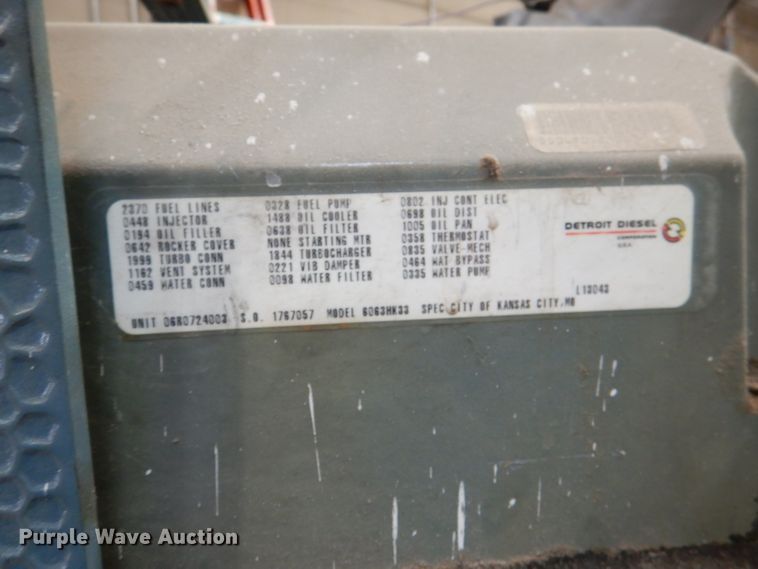 2370 FUEL LINES
0448 INJECTOR
0194 OIL FILLER
0642 ROCKER COVER
1999 TURBO CONN
1162 VENT SYSTEM
0459 WATER CONN
0328 FUEL PUMP
1488 OIL COOLER
0638 OIL FILTER
NONE STARTING MTR
1844 TURBOCHARGER
0221 VIB DAMPER
0098 WATER FILTER
0802 INJ CONT ELEC
0698 OIL DIST
1005 OIL PAN
0358 THERMOSTAT
0835 VALVE-MECH
0464 WAT BYPASS
0335 WATER PUMP
DETROIT DIESEL
CORPORATION
U.S.A.
L13043
UNIT 06R0724003 S.O. 1767057 MODEL 6063HK33 SPEC CITY OF KANSAS CITY,MO
Purple Wave Auction